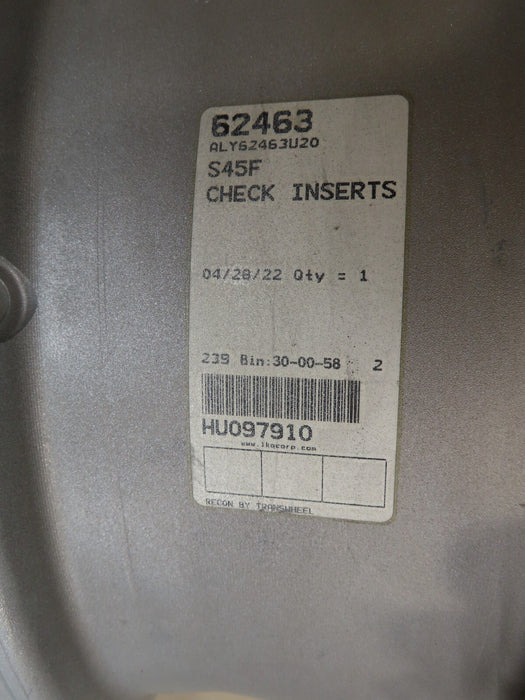 62463
ALY62463U20
S45F
CHECK INSERTS
04/28/22 Qty = 1
239 Bin:30-00-58 2
HU097910
www.lkqcorp.com
RECON BY TRANSWHEEL